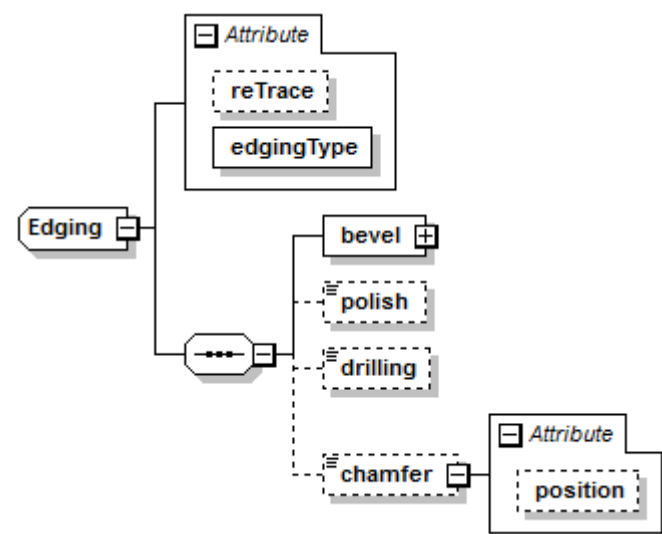 Attribute
reTrace
edgingType
Edging
bevel
polish
drilling
chamfer
Attribute
position